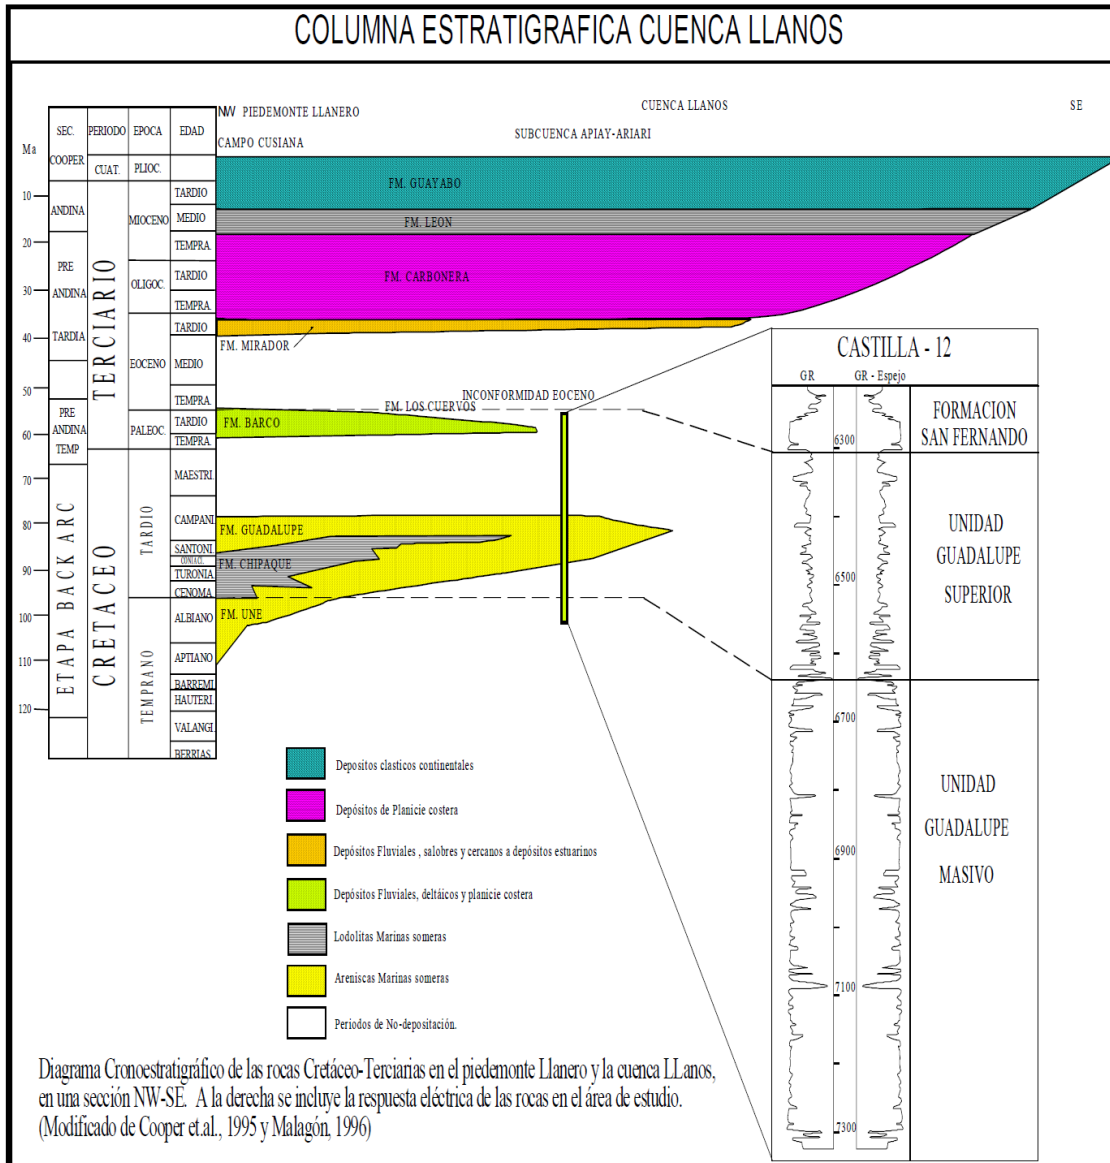 COLUMNA ESTRATIGRAFICA CUENCA LLANOS
Ma
SEC.
COOPER
PERIODO
EPOCA
EDAD
NW PIEDEMONTE LLANERO
CAMPO CUSIANA
SUBCUENCA APIAY-ARIARI
CUENCA LLANOS
SE
10
20
30
40
50
60
70
80
90
100
110
120
ANDINA
PRE
ANDINA
TARDIA
PRE
ANDINA
TEMP
ETAPA BACK ARC
CUAT.
TERCIARIO
CRETACEO
PLIOC.
MIOCENO
OLIGOC.
EOCENO
PALEOC.
TARDIO
TEMPRANO
TARDIO
MEDIO
TEMPRA.
TARDIO
TEMPRA.
TARDIO
MEDIO
TEMPRA.
TARDIO
TEMPRA.
MAESTRI.
CAMPANI.
SANTONI.
CONIACI.
TURONIA.
CENOMA.
ALBIANO
APTIANO
BARREMI.
HAUTERI.
VALANGI.
BERRIAS.
FM. GUAYABO
FM. LEON
FM. CARBONERA
FM. MIRADOR
INCONFORMIDAD EOCENO
FM. LOS CUERVOS
FM. BARCO
FM. GUADALUPE
FM. CHIPAQUE
FM. UNE
CASTILLA - 12
GR
GR - Espejo
6300
6500
6700
6900
7100
7300
FORMACION
SAN FERNANDO
UNIDAD
GUADALUPE
SUPERIOR
UNIDAD
GUADALUPE
MASIVO
Depositos clasticos continentales
Depósitos de Planicie costera
Depósitos Fluviales , salobres y cercanos a depósitos estuarinos
Depósitos Fluviales, deltáicos y planicie costera
Lodolitas Marinas someras
Areniscas Marinas someras
Periodos de No-depositación.
Diagrama Cronoestratigráfico de las rocas Cretáceo-Terciarias en el piedemonte Llanero y la cuenca LLanos,
en una sección NW-SE. A la derecha se incluye la respuesta eléctrica de las rocas en el área de estudio.
(Modificado de Cooper et.al., 1995 y Malagón, 1996)